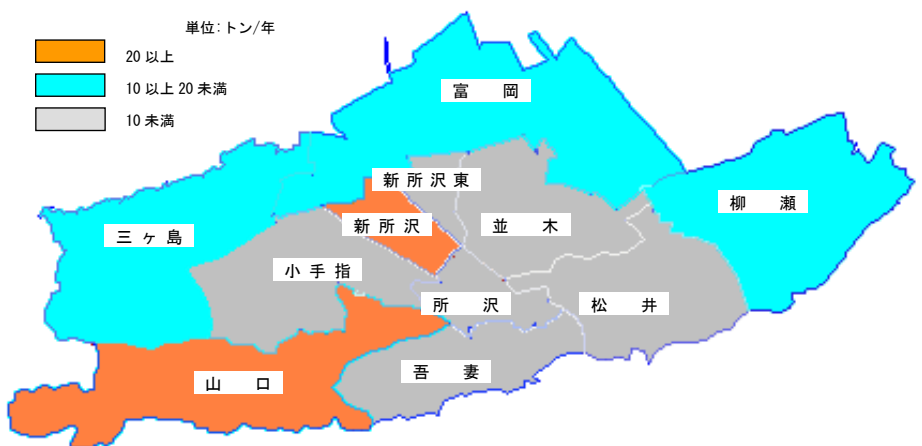 単位：トン/年
20 以上
10 以上 20 未満
10 未満
富　岡
新 所 沢 東
柳　瀬
新 所 沢
並　木
三 ヶ 島
小 手 指
所　沢
松　井
吾　妻
山　口